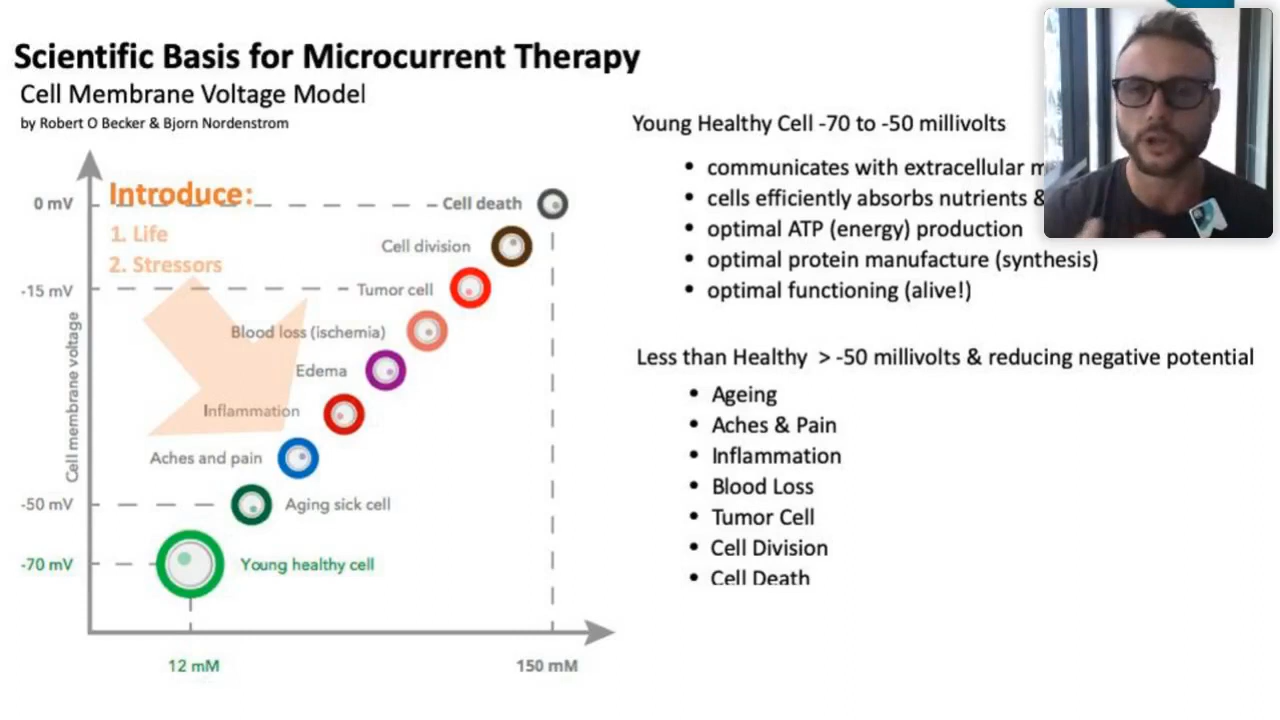 Scientific Basis for Microcurrent Therapy
Cell Membrane Voltage Model
by Robert O Becker & Bjorn Nordenstrom
Introduce:
1. Life
2. Stressors
0 mV
-15 mV
-50 mV
-70 mV
Cell membrane voltage
Cell death
Cell division
Tumor cell
Blood loss (ischemia)
Edema
Inflammation
Aches and pain
Aging sick cell
Young healthy cell
12 mM
150 mM
Young Healthy Cell -70 to -50 millivolts
• communicates with extracellular m
• cells efficiently absorbs nutrients &
• optimal ATP (energy) production
• optimal protein manufacture (synthesis)
• optimal functioning (alive!)
Less than Healthy > -50 millivolts & reducing negative potential
• Ageing
• Aches & Pain
• Inflammation
• Blood Loss
• Tumor Cell
• Cell Division
• Cell Death